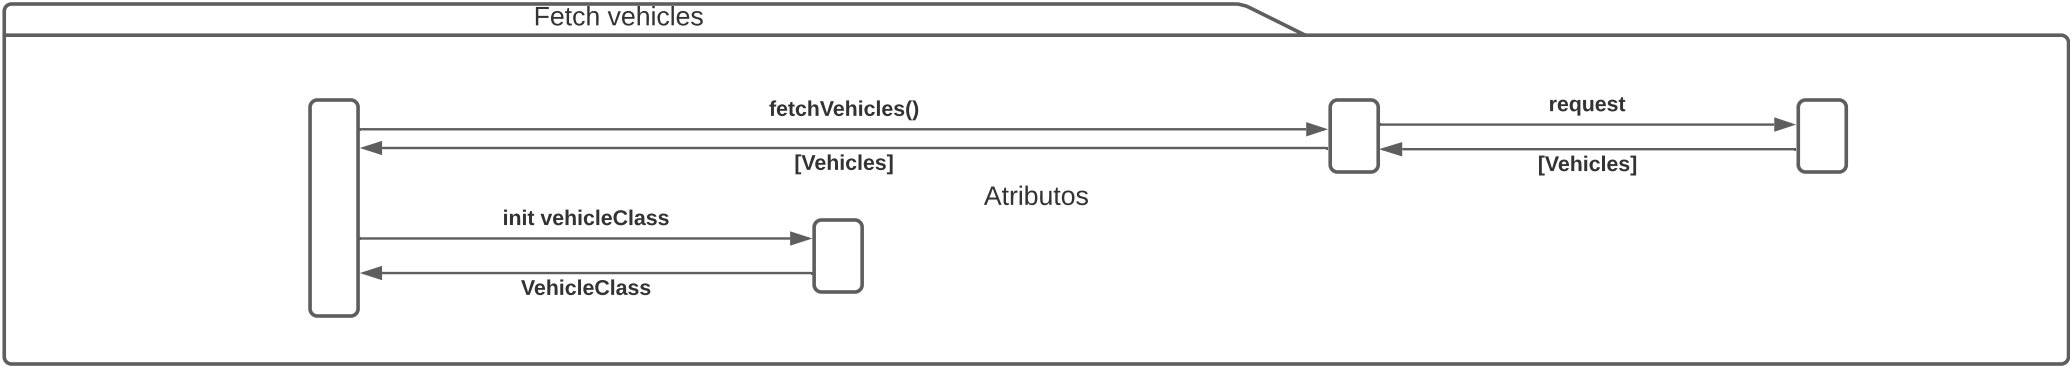 Fetch vehicles
fetchVehicles()
request
[Vehicles]
[Vehicles]
Atributos
init vehicleClass
VehicleClass